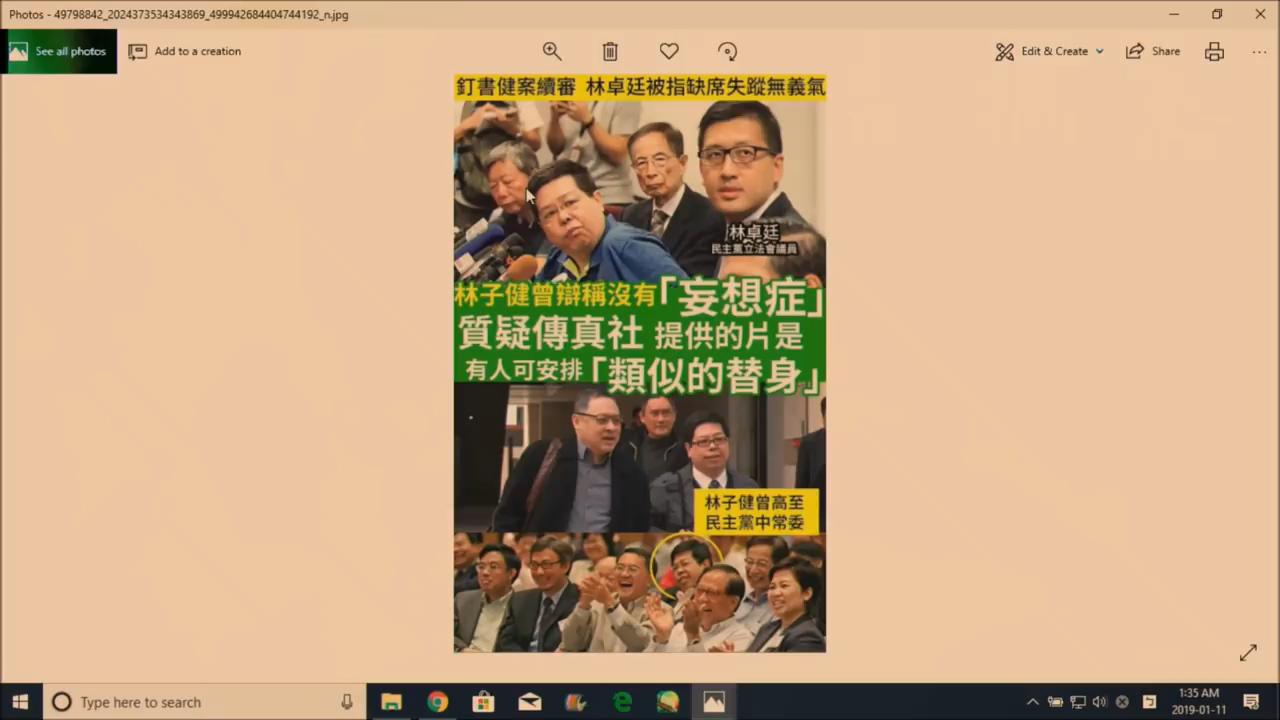 Photos - 49798842_2024373534343869_499942684404744192_n.jpg
See all photos
Add to a creation
Edit & Create
Share
釘書健案續審 林卓廷被指缺席失蹤無義氣
林卓廷
民主黨立法會議員
林子健曾辯稱沒有「妄想症」
質疑傳真社 提供的片是
有人可安排「類似的替身」
林子健曾高至
民主黨中常委
Type here to search
1:35 AM
2019-01-11